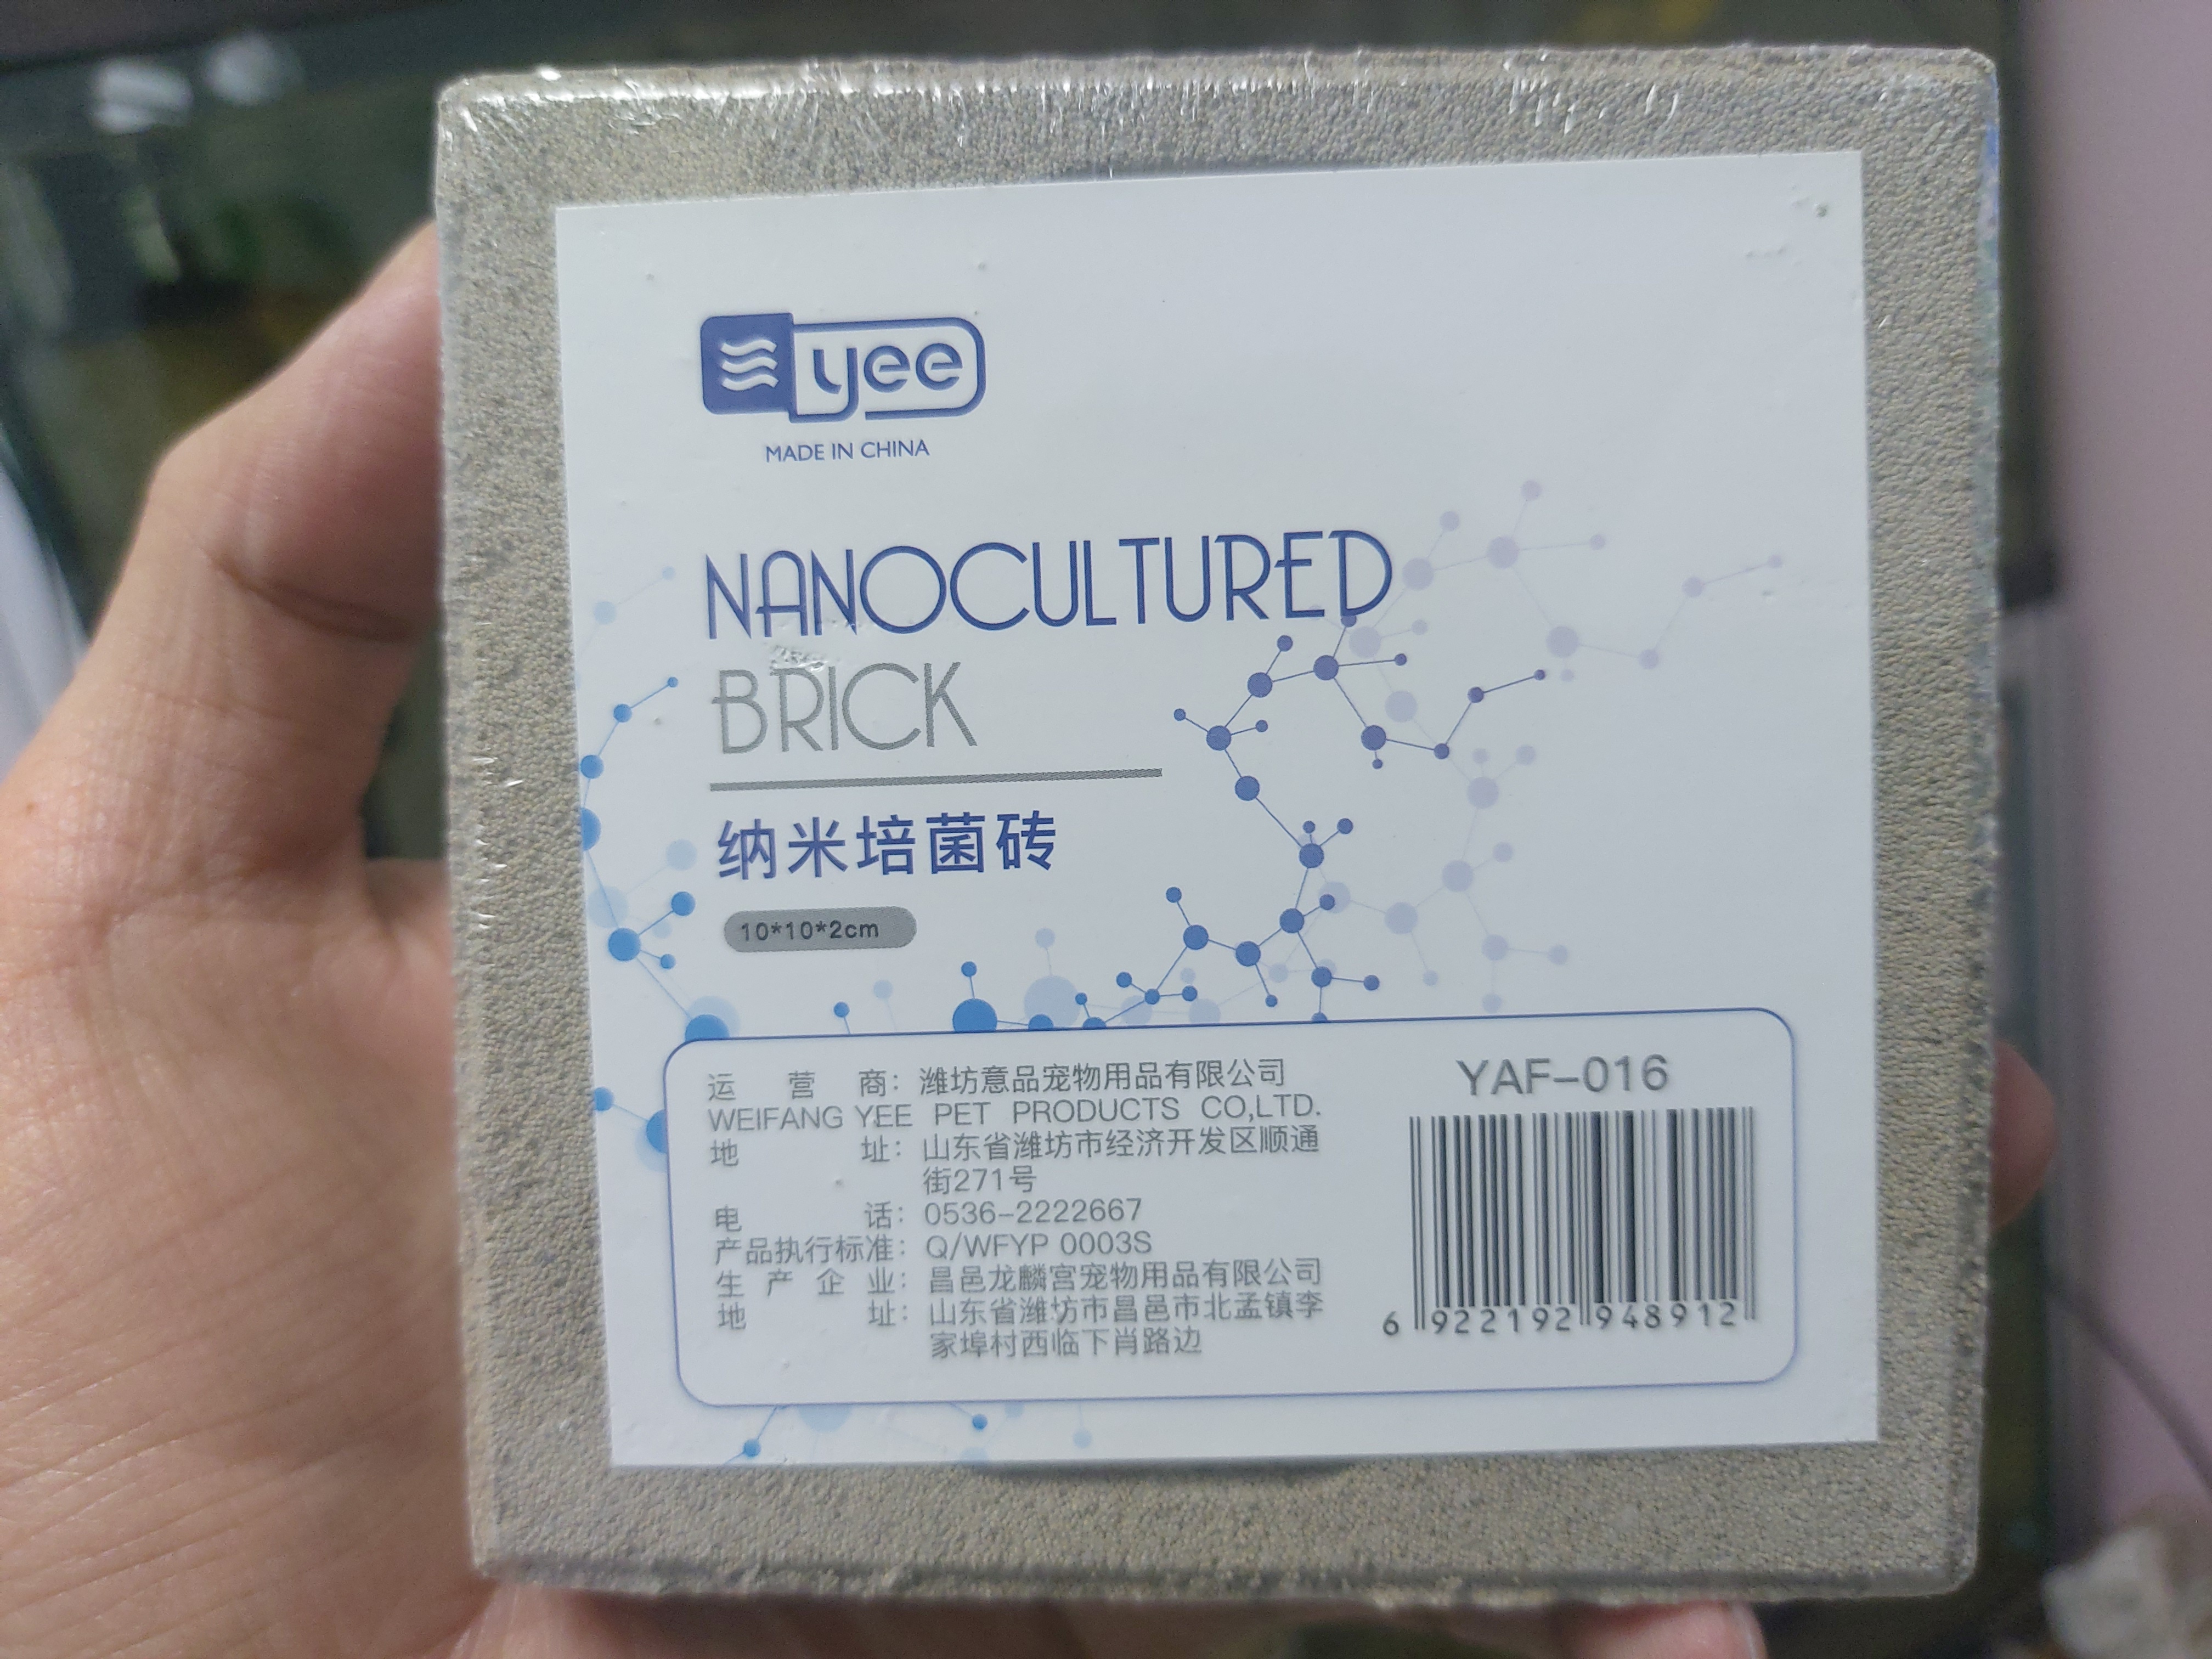 yee
MADE IN CHINA
NANOCULTURED
BRICK
纳米培菌砖
10*10*2cm
运营商：潍坊意品宠物用品有限公司
WEIFANG YEE PET PRODUCTS CO,LTD.
地址：山东省潍坊市经济开发区顺通
街271号
电话：0536-2222667
产品执行标准：Q/WFYP 0003S
生产企业：昌邑龙麟宫宠物用品有限公司
地址：山东省潍坊市昌邑市北孟镇李
家埠村西临下肖路边
YAF-016
6 922192 948912